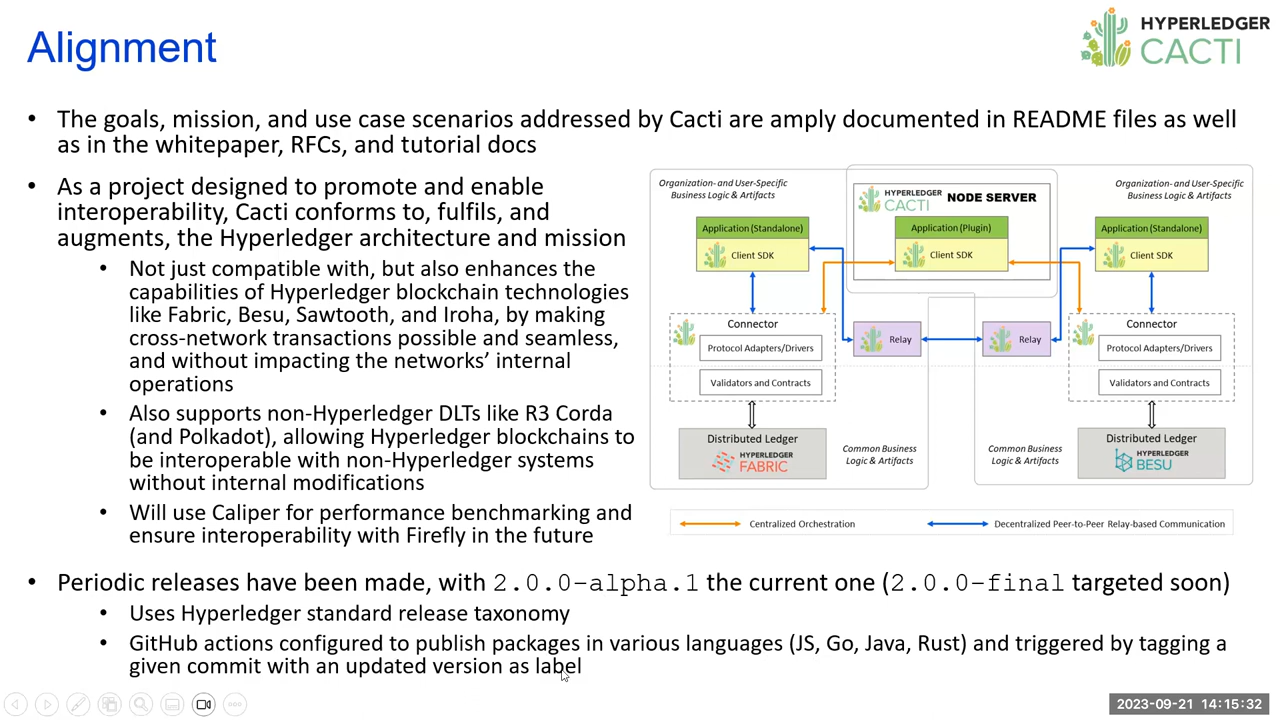 Alignment
HYPERLEDGER
CACTI
• The goals, mission, and use case scenarios addressed by Cacti are amply documented in README files as well
as in the whitepaper, RFCs, and tutorial docs
• As a project designed to promote and enable
interoperability, Cacti conforms to, fulfils, and
augments, the Hyperledger architecture and mission
• Not just compatible with, but also enhances the
capabilities of Hyperledger blockchain technologies
like Fabric, Besu, Sawtooth, and Iroha, by making
cross-network transactions possible and seamless,
and without impacting the networks’ internal
operations
• Also supports non-Hyperledger DLTs like R3 Corda
(and Polkadot), allowing Hyperledger blockchains to
be interoperable with non-Hyperledger systems
without internal modifications
• Will use Caliper for performance benchmarking and
ensure interoperability with Firefly in the future
Organization- and User-Specific
Business Logic & Artifacts
HYPERLEDGER
CACTI
NODE SERVER
Organization- and User-Specific
Business Logic & Artifacts
Application (Standalone)
Client SDK
Application (Plugin)
Client SDK
Application (Standalone)
Client SDK
Connector
Protocol Adapters/Drivers
Validators and Contracts
Relay
Relay
Connector
Protocol Adapters/Drivers
Validators and Contracts
Distributed Ledger
HYPERLEDGER
FABRIC
Common Business
Logic & Artifacts
Common Business
Logic & Artifacts
Distributed Ledger
HYPERLEDGER
BESU
Centralized Orchestration
Decentralized Peer-to-Peer Relay-based Communication
• Periodic releases have been made, with 2.0.0-alpha.1 the current one (2.0.0-final targeted soon)
• Uses Hyperledger standard release taxonomy
• GitHub actions configured to publish packages in various languages (JS, Go, Java, Rust) and triggered by tagging a
given commit with an updated version as label
2023-09-21 14:15:32